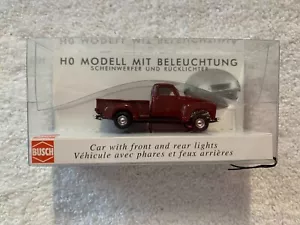 H0 MODELL MIT BELEUCHTUNG
SCHEINWERFER UND RÜCKLICHTER
BUSCH
Car with front and rear lights
Véhicule avec phares et feux arrières